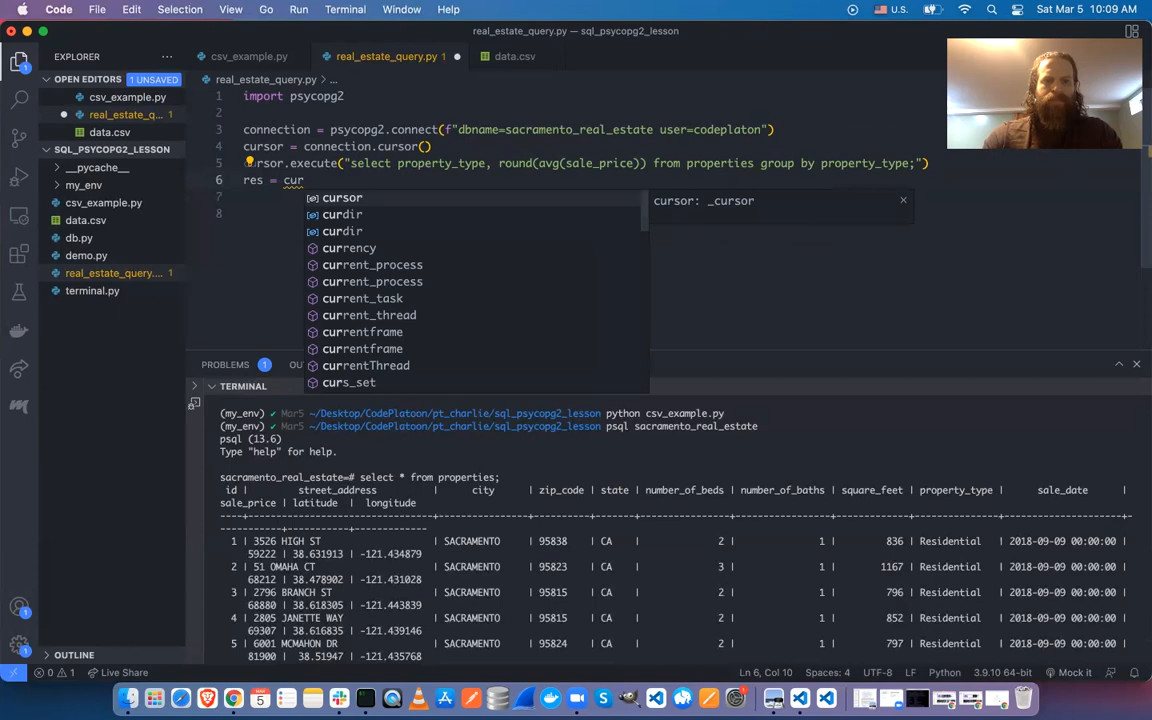 Code File Edit Selection View Go Run Terminal Window Help U.S. Sat Mar 5 10:09 AM
real_estate_query.py — sql_psycopg2_lesson
EXPLORER
csv_example.py real_estate_query.py 1 data.csv
OPEN EDITORS 1 UNSAVED
real_estate_query.py > ...
csv_example.py
real_estate_q... 1
data.csv
SQL_PSYCOPG2_LESSON
__pycache__
my_env
csv_example.py
data.csv
db.py
demo.py
real_estate_query.... 1
terminal.py
OUTLINE
1 import psycopg2
2
3 connection = psycopg2.connect(f"dbname=sacramento_real_estate user=codeplaton")
4 cursor = connection.cursor()
5 cursor.execute("select property_type, round(avg(sale_price)) from properties group by property_type;")
6 res = cur
7
8
cursor
curdir
curdir
currency
current_process
current_process
current_task
current_thread
currentframe
currentframe
currentThread
curs_set
cursor: _cursor
PROBLEMS 1 OU
TERMINAL
(my_env) ✔ Mar5 ~/Desktop/CodePlatoon/pt_charlie/sql_psycopg2_lesson python csv_example.py
(my_env) ✔ Mar5 ~/Desktop/CodePlatoon/pt_charlie/sql_psycopg2_lesson psql sacramento_real_estate
psql (13.6)
Type "help" for help.
sacramento_real_estate=# select * from properties;
id | street_address | city | zip_code | state | number_of_beds | number_of_baths | square_feet | property_type | sale_date |
sale_price | latitude | longitude
1 | 3526 HIGH ST | SACRAMENTO | 95838 | CA | 2 | 1 | 836 | Residential | 2018-09-09 00:00:00 |
59222 | 38.631913 | -121.434879
2 | 51 OMAHA CT | SACRAMENTO | 95823 | CA | 3 | 1 | 1167 | Residential | 2018-09-09 00:00:00 |
68212 | 38.478902 | -121.431028
3 | 2796 BRANCH ST | SACRAMENTO | 95815 | CA | 2 | 1 | 796 | Residential | 2018-09-09 00:00:00 |
68880 | 38.618305 | -121.443839
4 | 2805 JANETTE WAY | SACRAMENTO | 95815 | CA | 2 | 1 | 852 | Residential | 2018-09-09 00:00:00 |
69307 | 38.616835 | -121.439146
5 | 6001 MCMAHON DR | SACRAMENTO | 95824 | CA | 2 | 1 | 797 | Residential | 2018-09-09 00:00:00 |
81900 | 38.51947 | -121.435768
0 1 Live Share Ln 6, Col 10 Spaces: 4 UTF-8 LF Python 3.9.10 64-bit Mock it